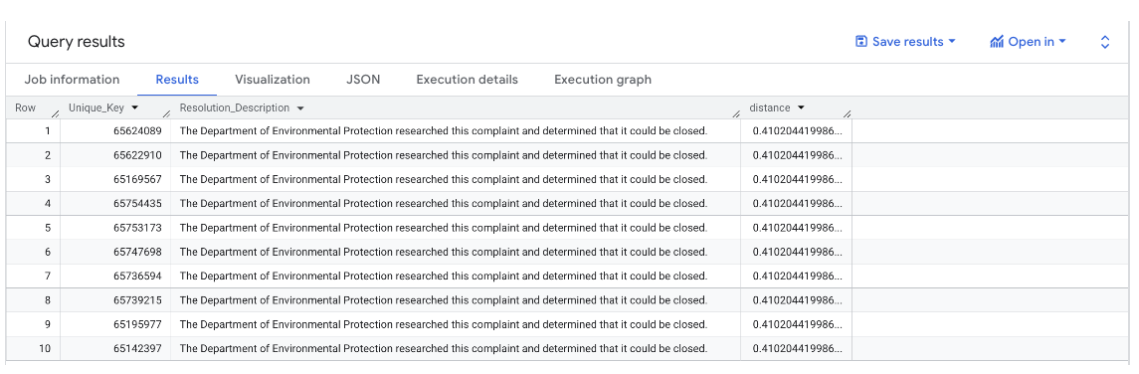 Query results Save results Open in
Job information Results Visualization JSON Execution details Execution graph
Row Unique_Key Resolution_Description distance
1 65624089 The Department of Environmental Protection researched this complaint and determined that it could be closed. 0.410204419986...
2 65622910 The Department of Environmental Protection researched this complaint and determined that it could be closed. 0.410204419986...
3 65169567 The Department of Environmental Protection researched this complaint and determined that it could be closed. 0.410204419986...
4 65754435 The Department of Environmental Protection researched this complaint and determined that it could be closed. 0.410204419986...
5 65753173 The Department of Environmental Protection researched this complaint and determined that it could be closed. 0.410204419986...
6 65747698 The Department of Environmental Protection researched this complaint and determined that it could be closed. 0.410204419986...
7 65736594 The Department of Environmental Protection researched this complaint and determined that it could be closed. 0.410204419986...
8 65739215 The Department of Environmental Protection researched this complaint and determined that it could be closed. 0.410204419986...
9 65195977 The Department of Environmental Protection researched this complaint and determined that it could be closed. 0.410204419986...
10 65142397 The Department of Environmental Protection researched this complaint and determined that it could be closed. 0.410204419986...